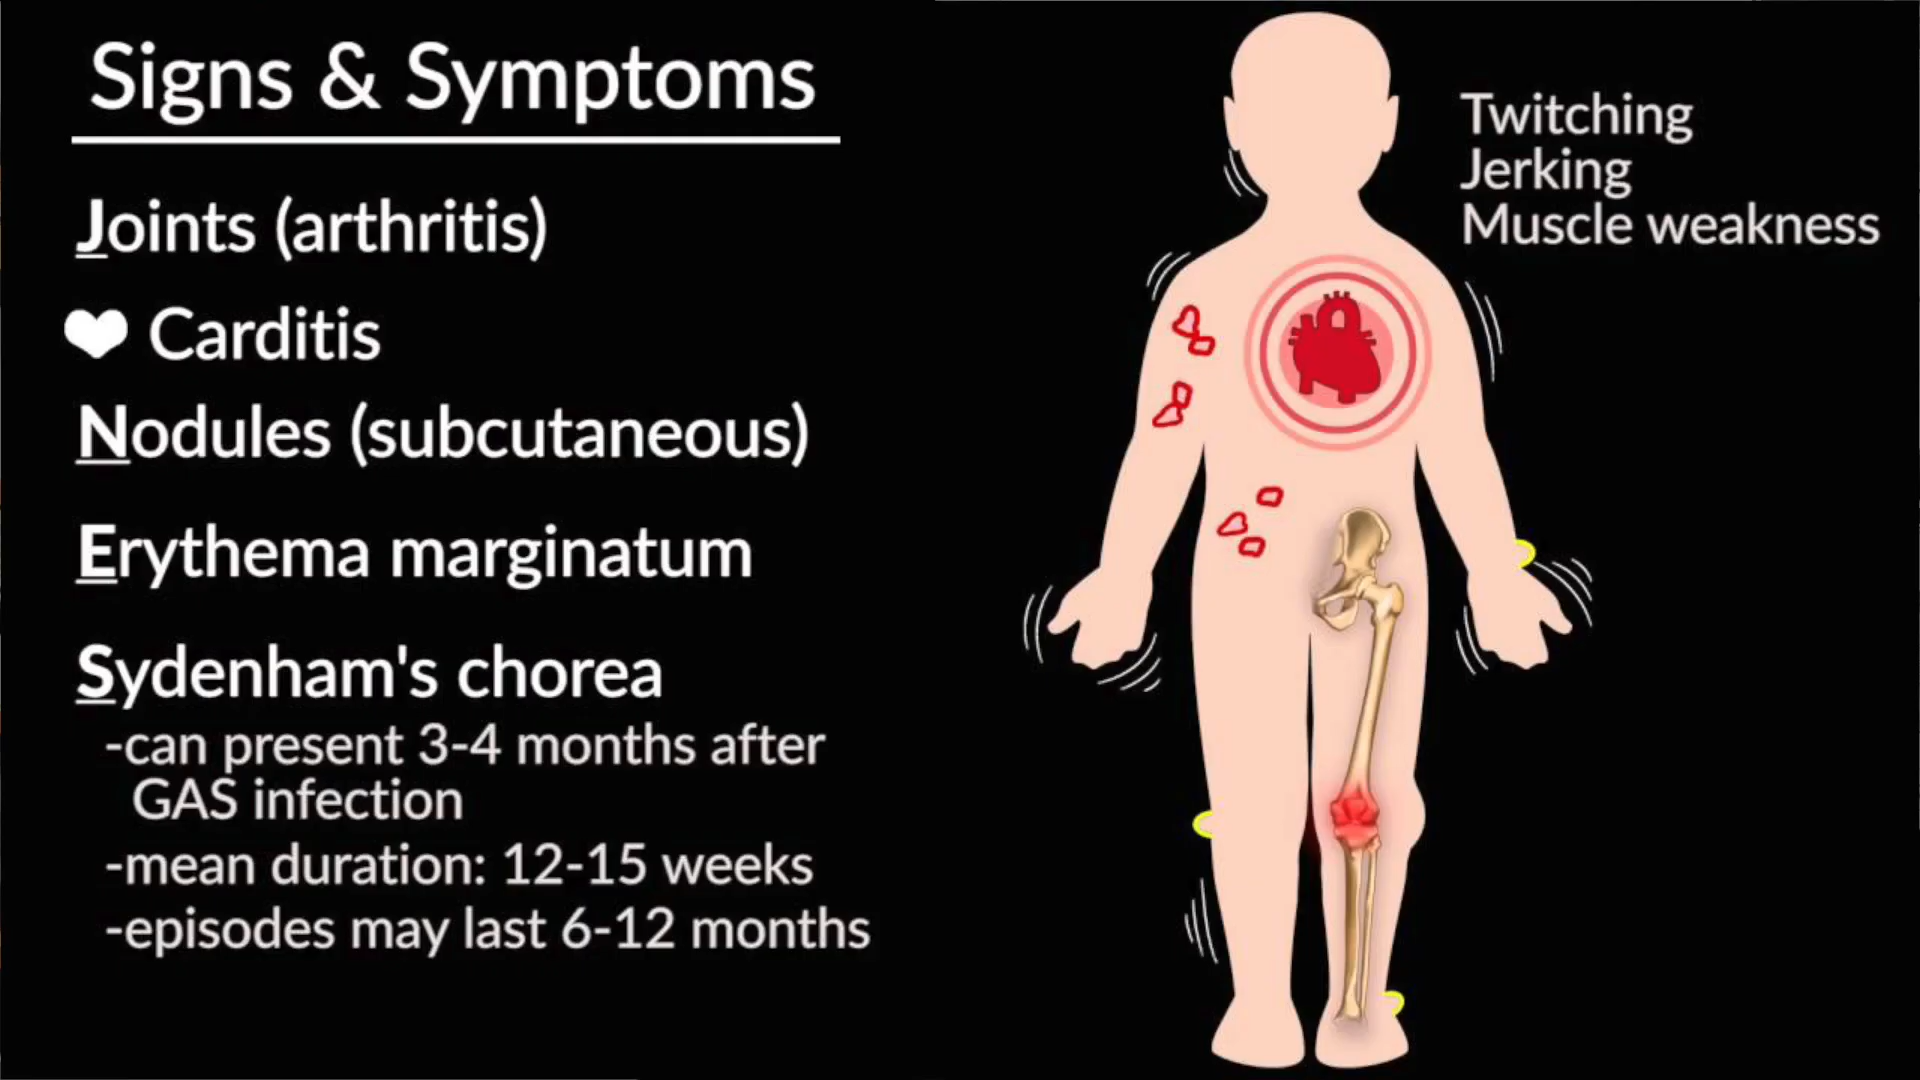 Signs & Symptoms
Joints (arthritis)
Carditis
Nodules (subcutaneous)
Erythema marginatum
Sydenham's chorea
-can present 3-4 months after
GAS infection
-mean duration: 12-15 weeks
-episodes may last 6-12 months
Twitching
Jerking
Muscle weakness